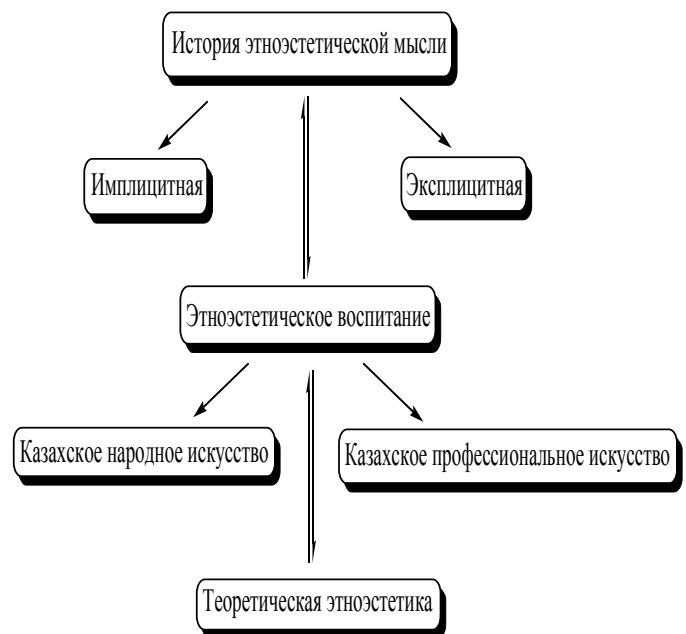 История этноэстетической мысли
Имплицитная
Эксплицитная
Этноэстетическое воспитание
Казахское народное искусство
Казахское профессиональное искусство
Теоретическая этноэстетика